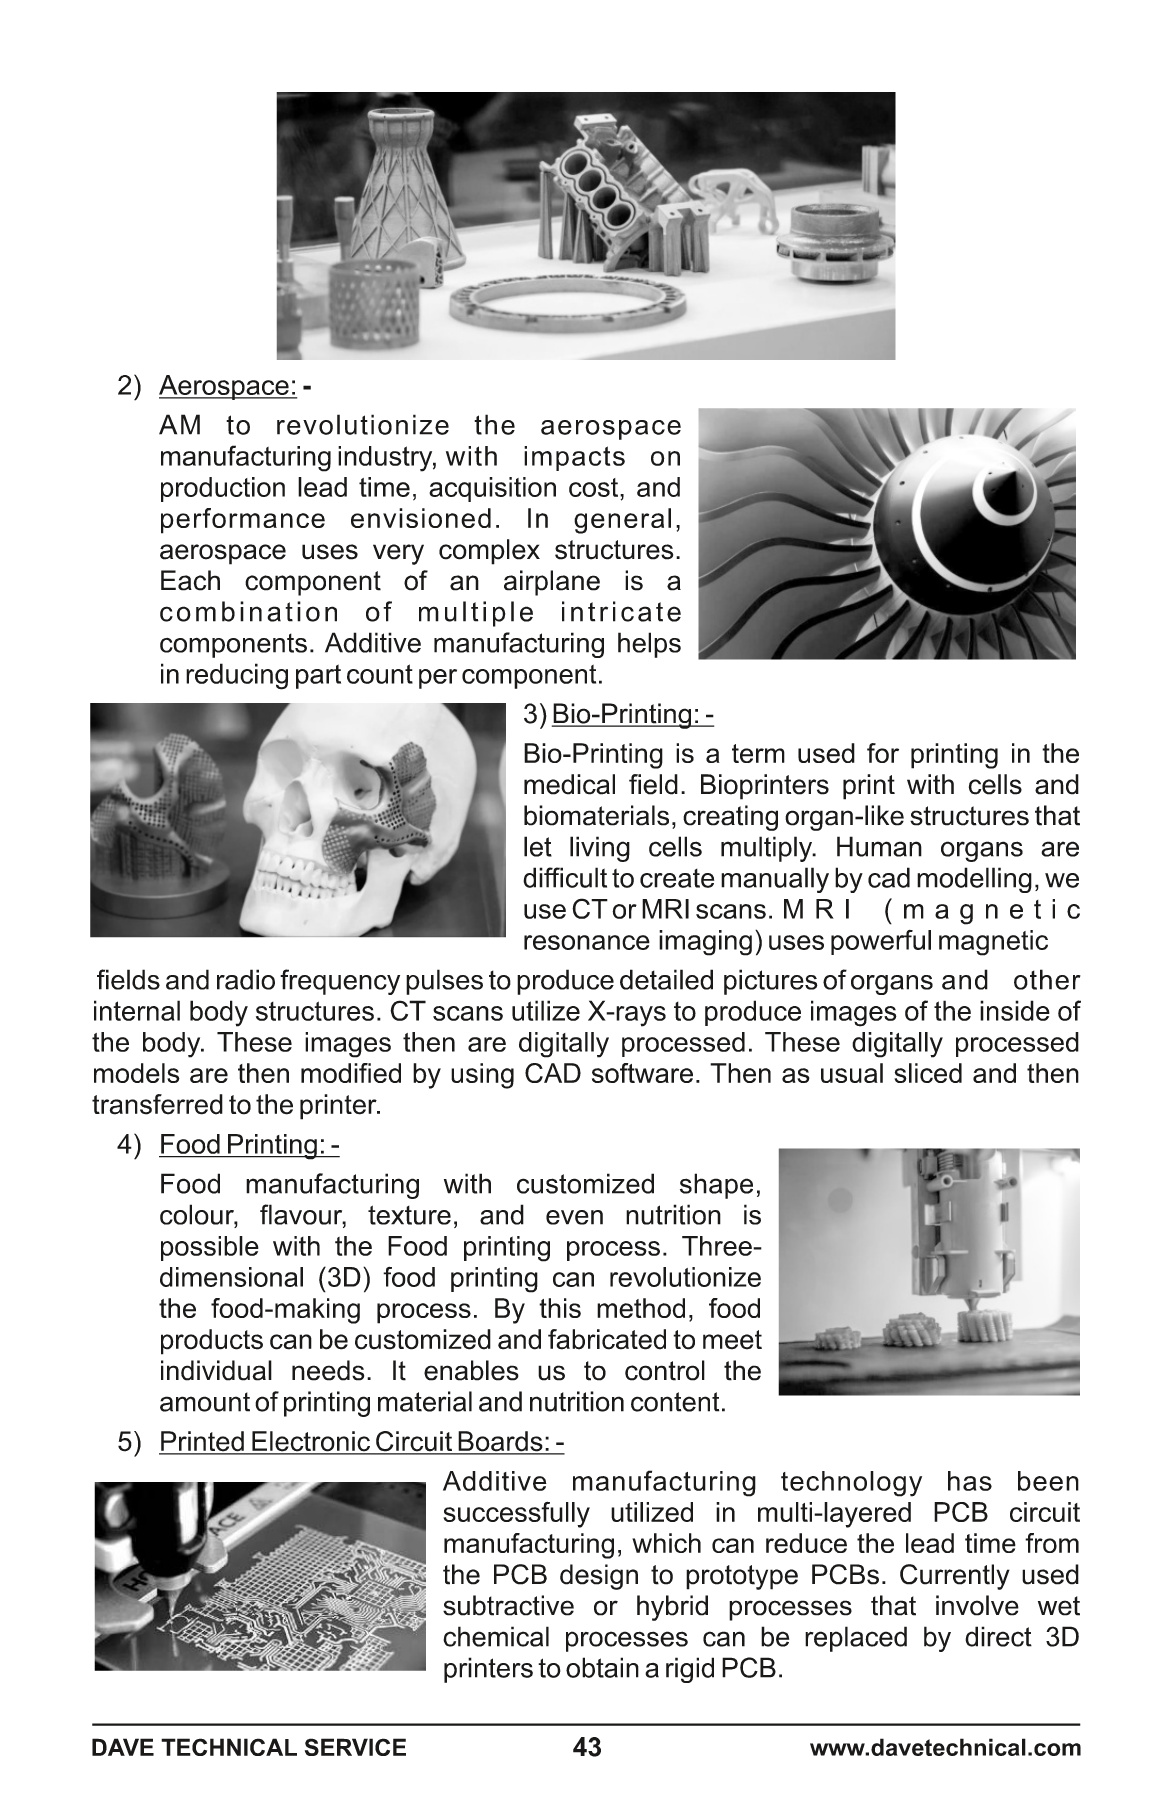 2) Aerospace: -
AM to revolutionize the aerospace
manufacturing industry, with impacts on
production lead time, acquisition cost, and
performance envisioned. In general,
aerospace uses very complex structures.
Each component of an airplane is a
combination of multiple intricate
components. Additive manufacturing helps
in reducing part count per component.
3) Bio-Printing: -
Bio-Printing is a term used for printing in the
medical field. Bioprinters print with cells and
biomaterials, creating organ-like structures that
let living cells multiply. Human organs are
difficult to create manually by cad modelling, we
use CT or MRI scans. M R I ( m a g n e t i c
resonance imaging) uses powerful magnetic
fields and radio frequency pulses to produce detailed pictures of organs and other
internal body structures. CT scans utilize X-rays to produce images of the inside of
the body. These images then are digitally processed. These digitally processed
models are then modified by using CAD software. Then as usual sliced and then
transferred to the printer.
4) Food Printing: -
Food manufacturing with customized shape,
colour, flavour, texture, and even nutrition is
possible with the Food printing process. Three-
dimensional (3D) food printing can revolutionize
the food-making process. By this method, food
products can be customized and fabricated to meet
individual needs. It enables us to control the
amount of printing material and nutrition content.
5) Printed Electronic Circuit Boards: -
Additive manufacturing technology has been
successfully utilized in multi-layered PCB circuit
manufacturing, which can reduce the lead time from
the PCB design to prototype PCBs. Currently used
subtractive or hybrid processes that involve wet
chemical processes can be replaced by direct 3D
printers to obtain a rigid PCB.
DAVE TECHNICAL SERVICE 43 www.davetechnical.com